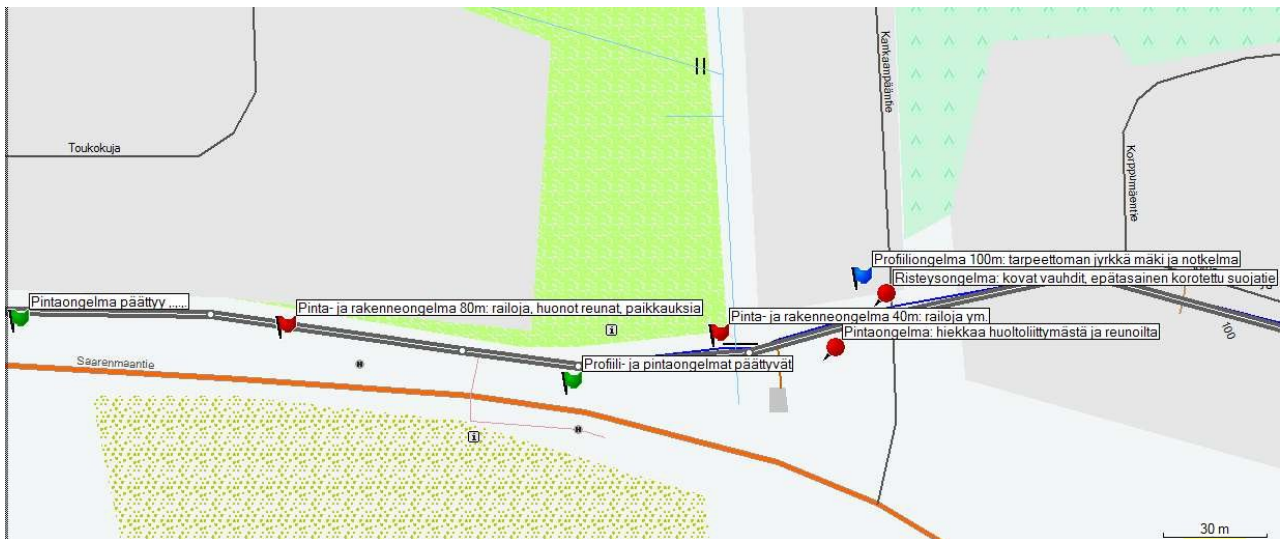 Kankaanpääntie
Toukokuja
Korppumäentie
Profiiliongelma 100m: tarpeettoman jyrkkä mäki ja notkelma
Risteysongelma: kovat vauhdit, epätasainen korotettu suojatie
Pintaongelma päättyy ......
Pinta- ja rakenneongelma 80m: railoja, huonot reunat, paikkauksia
Pinta- ja rakenneongelma 40m: railoja ym.
Pintaongelma: hiekkaa huoltoliittymästä ja reunoilta
100
Saarenmaantie
Profiili- ja pintaongelmat päättyvät
i
H
i
H
30 m